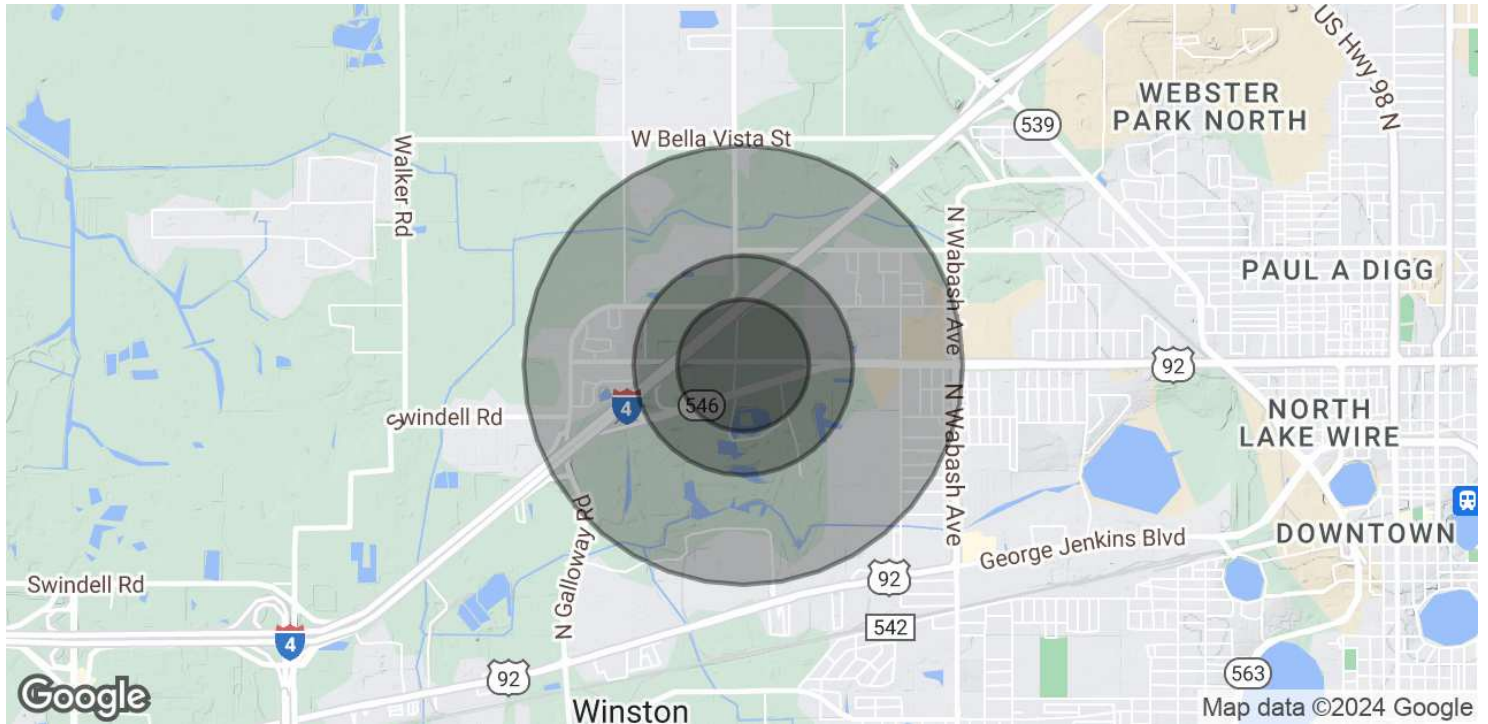 US Hwy 98 N
WEBSTER
PARK NORTH
539
W Bella Vista St
Walker Rd
N Wabash Ave
PAUL A DIGG
92
546
4
Swindell Rd
N Wabash Ave
NORTH
LAKE WIRE
N Galloway Rd
DOWNTOWN
George Jenkins Blvd
Swindell Rd
92
542
4
92
563
Winston
Google
Map data ©2024 Google